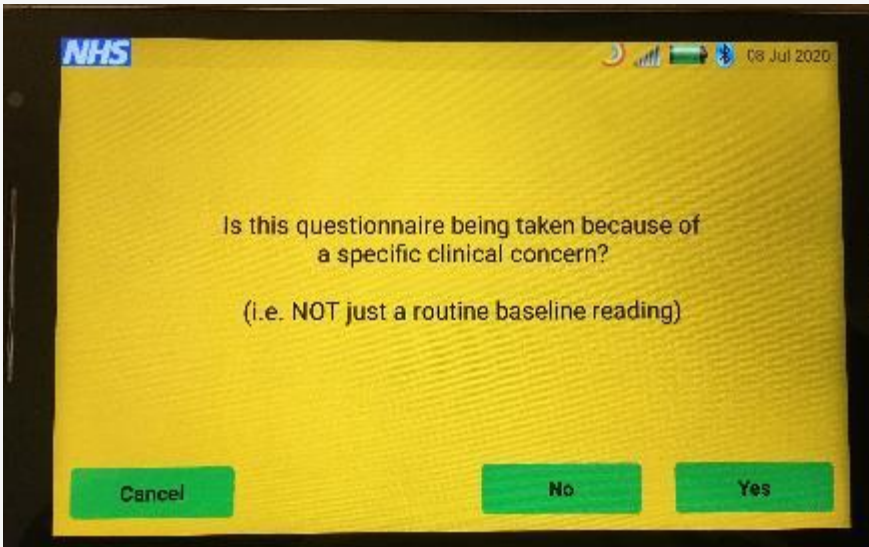 NHS
08 Jul 2020
Is this questionnaire being taken because of
a specific clinical concern?
(i.e. NOT just a routine baseline reading)
Cancel
No
Yes